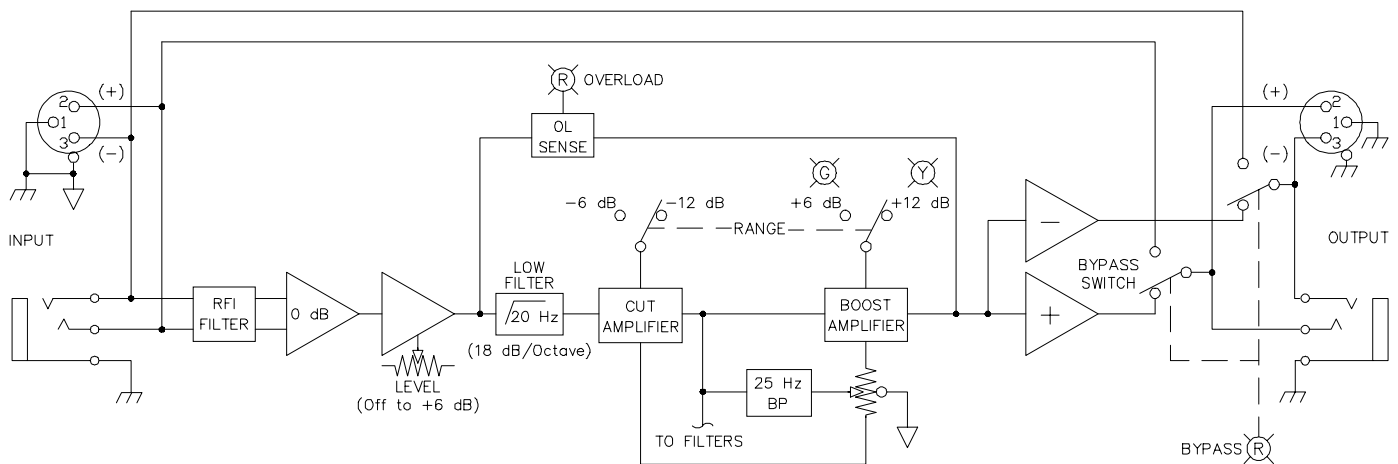 (+)
2
1
3
(-)
INPUT
R OVERLOAD
OL
SENSE
-6 dB
-12 dB
RANGE
G
Y
+6 dB
+12 dB
(+)
2
1
3
(-)
OUTPUT
RFI
FILTER
0 dB
LEVEL
(Off to +6 dB)
LOW
FILTER
20 Hz
(18 dB/Octave)
CUT
AMPLIFIER
BOOST
AMPLIFIER
25 Hz
BP
TO FILTERS
−
+
BYPASS
SWITCH
BYPASS R